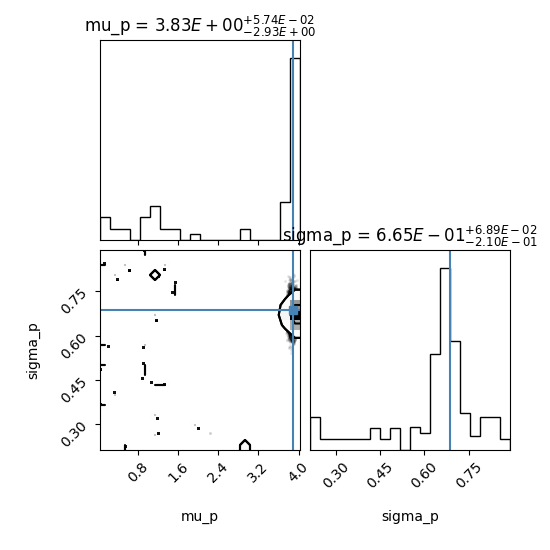 mu_p = 3.83E + 00+5.74E − 02 −2.93E + 00
sigma_p = 6.65E − 01+6.89E − 02 −2.10E − 01
0.75
0.60
0.45
0.30
sigma_p
0.8 1.6 2.4 3.2 4.0 0.30 0.45 0.60 0.75
mu_p sigma_p